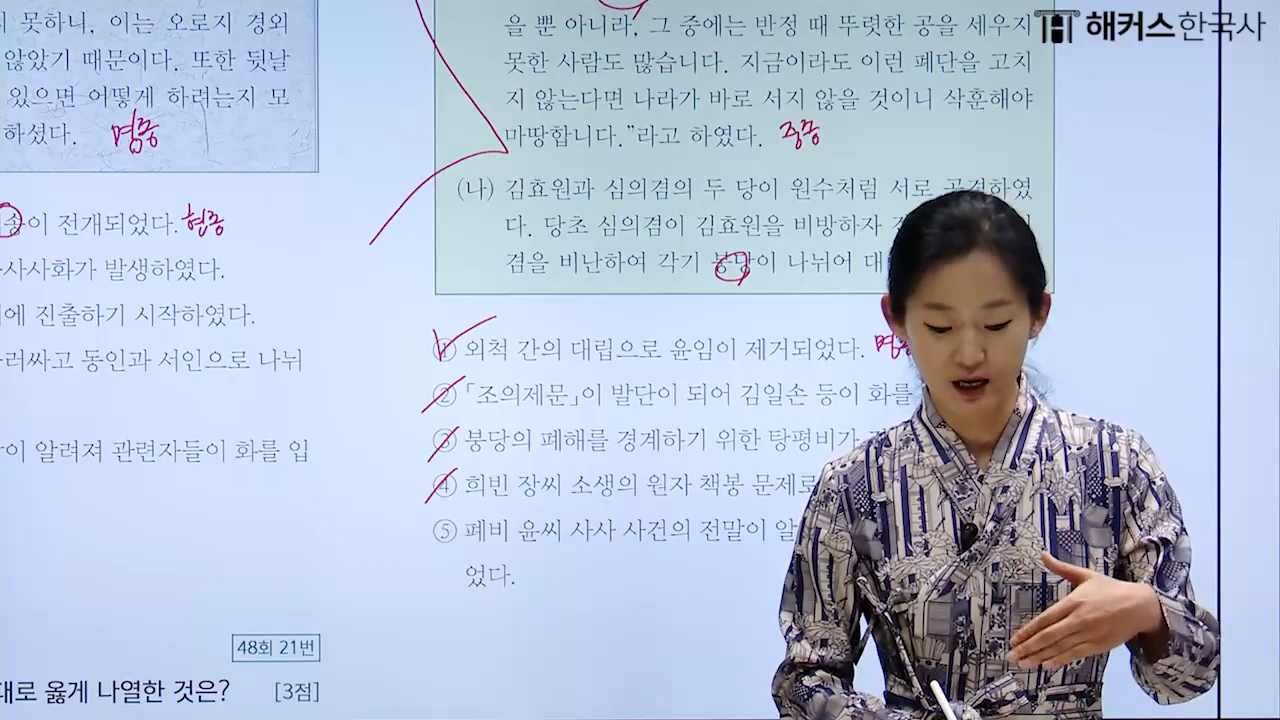 해커스한국사
못하니, 이는 오로지 경외
않았기 때문이다. 또한 뒷날
있으면 어떻게 하려는지 모
하셨다. 명종
이 전개되었다. 현종
사사화가 발생하였다.
에 진출하기 시작하였다.
러싸고 동인과 서인으로 나뉘
이 알려져 관련자들이 화를 입
48회 21번
대로 옳게 나열한 것은? [3점]
을 뿐 아니라, 그 중에는 반정 때 뚜렷한 공을 세우지
못한 사람도 많습니다. 지금이라도 이런 폐단을 고치
지 않는다면 나라가 바로 서지 않을 것이니 삭훈해야
마땅합니다.”라고 하였다. 중종
(나) 김효원과 심의겸의 두 당이 원수처럼 서로 공격하였
다. 당초 심의겸이 김효원을 비방하자
겸을 비난하여 각기 붕당이 나뉘어
① 외척 간의 대립으로 윤임이 제거되었다. 명종
② 「조의제문」이 발단이 되어 김일손 등이 화를
③ 붕당의 폐해를 경계하기 위한 탕평비가
④ 희빈 장씨 소생의 원자 책봉 문제로
⑤ 폐비 윤씨 사사 사건의 전말이
었다.